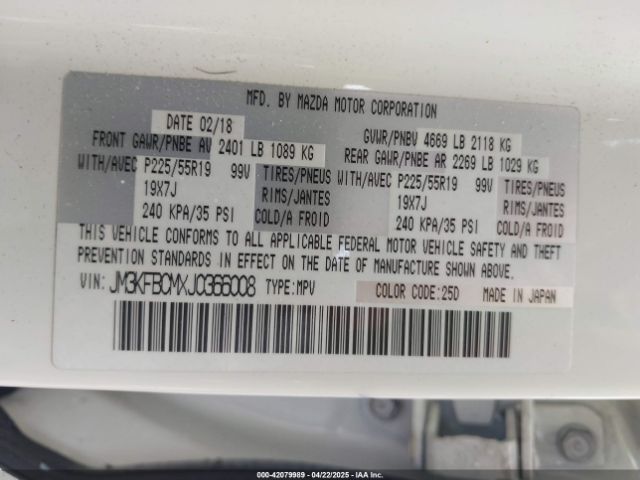 MFD. BY MAZDA MOTOR CORPORATION
DATE 02/18 GVWR/PNBV 4669 LB 2118 KG
FRONT GAWR/PNBE AV 2401 LB 1089 KG REAR GAWR/PNBE AR 2269 LB 1029 KG
WITH/AVEC P225/55R19 99V TIRES/PNEUS WITH/AVEC P225/55R19 99V TIRES/PNEUS
19X7J RIMS/JANTES 19X7J RIMS/JANTES
240 KPA/35 PSI COLD/A FROID 240 KPA/35 PSI COLD/A FROID
THIS VEHICLE CONFORMS TO ALL APPLICABLE FEDERAL MOTOR VEHICLE SAFETY AND THEFT
PREVENTION STANDARDS IN EFFECT ON THE DATE OF MANUFACTURE SHOWN ABOVE.
VIN: JM3KFBCMXJ0366008 TYPE:MPV COLOR CODE:25D MADE IN JAPAN
000-42079989 - 04/22/2025 - IAA Inc.